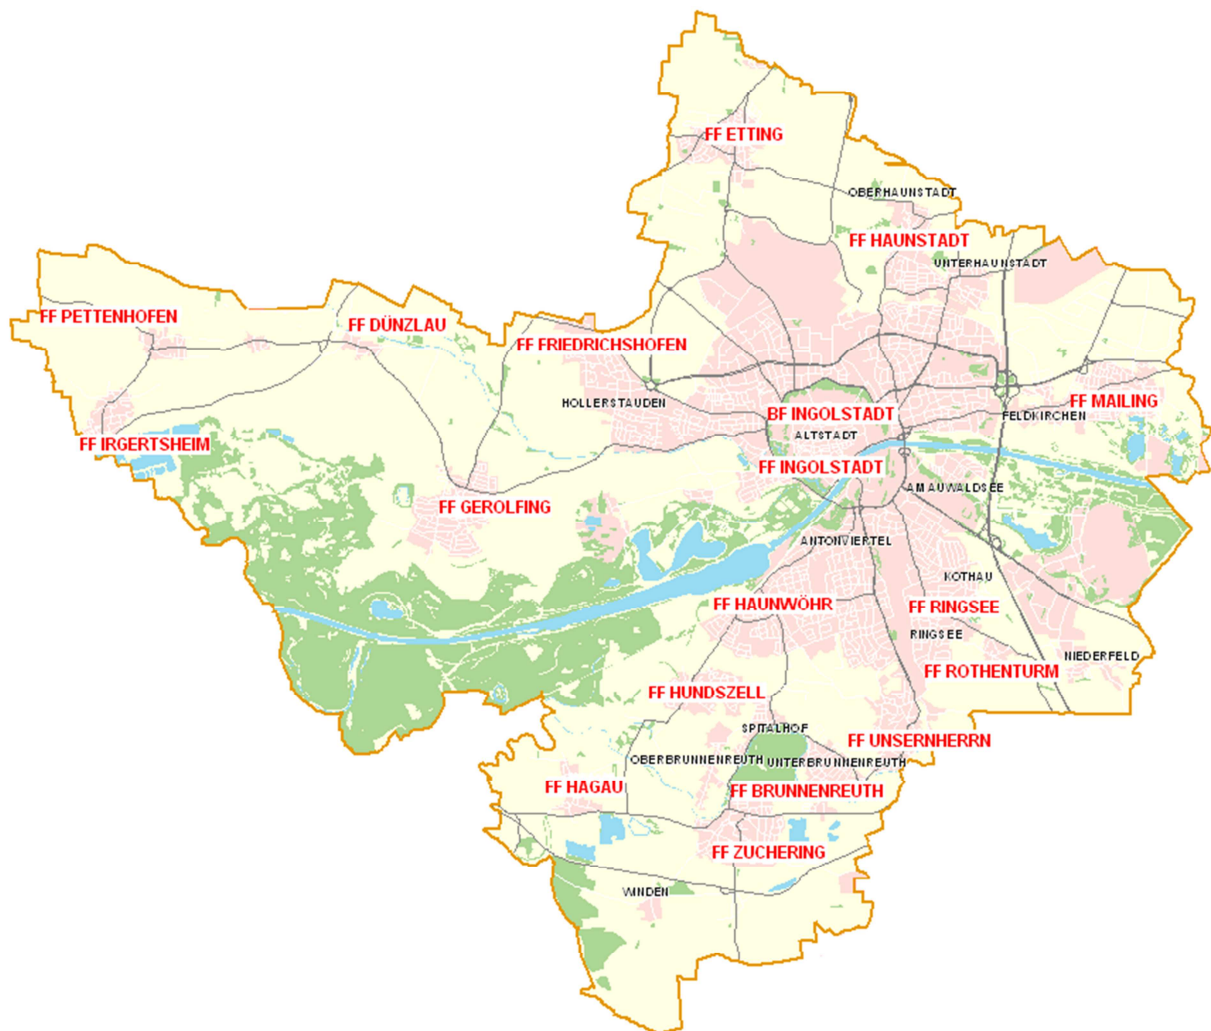 FF ETTING
OBERHAUNSTADT
FF HAUNSTADT
UNTERHAUNSTADT
FF PETTENHOFEN
FF DÜNZLAU
FF FRIEDRICHSHOFEN
HOLLERSTAUDEN
FF MAILING
BF INGOLSTADT
FELDKIRCHEN
ALTSTADT
FF IRGERTSHEIM
FF INGOLSTADT
AM AUWALDSEE
FF GEROLFING
ANTONVIERTEL
KOTHAU
FF HAUNWÖHR
FF RINGSEE
RINGSEE
NIEDERFELD
FF ROTHENTURM
FF HUNDSZELL
SPITALHOF
FF UNSERNHERRN
OBERBRUNNENREUTH
UNTERBRUNNENREUTH
FF HAGAU
FF BRUNNENREUTH
FF ZUCHERING
WINDEN